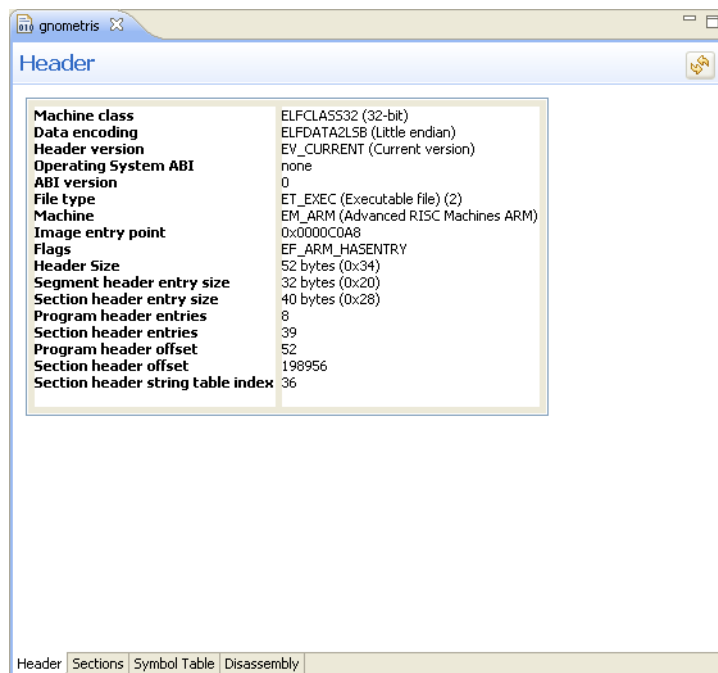 gnometris
Header
Machine class ELFCLASS32 (32-bit)
Data encoding ELFDATA2LSB (Little endian)
Header version EV_CURRENT (Current version)
Operating System ABI none
ABI version 0
File type ET_EXEC (Executable file) (2)
Machine EM_ARM (Advanced RISC Machines ARM)
Image entry point 0x0000C0A8
Flags EF_ARM_HASENTRY
Header Size 52 bytes (0x34)
Segment header entry size 32 bytes (0x20)
Section header entry size 40 bytes (0x28)
Program header entries 8
Section header entries 39
Program header offset 52
Section header offset 198956
Section header string table index 36
Header Sections Symbol Table Disassembly